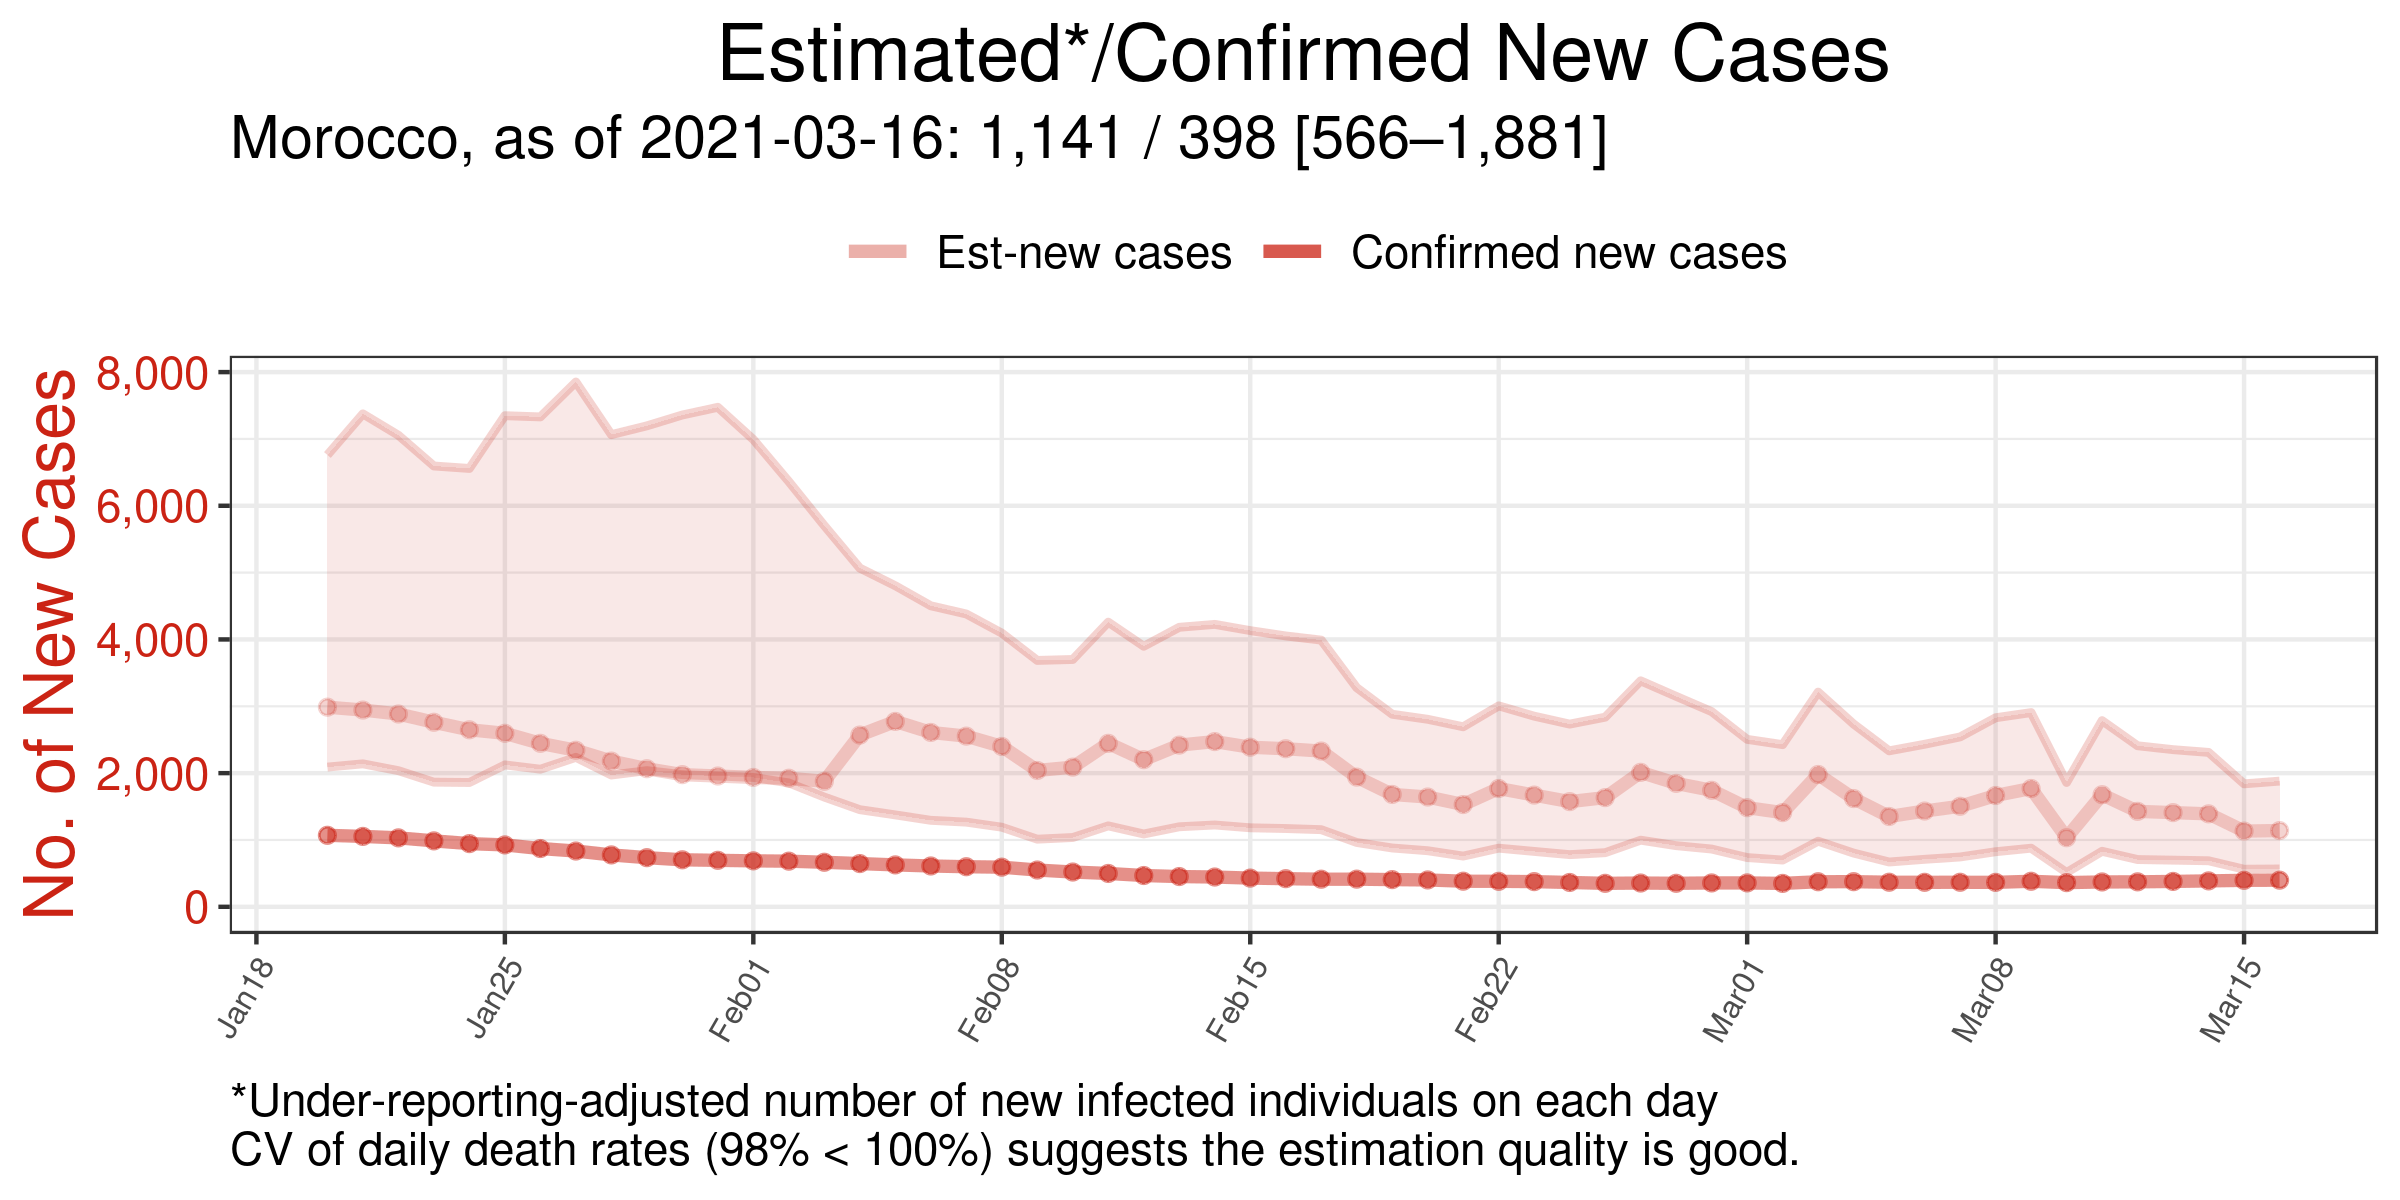 Estimated*/Confirmed New Cases
Morocco, as of 2021-03-16: 1,141 / 398 [566–1,881]
Est-new cases
Confirmed new cases
No. of New Cases
8,000
6,000
4,000
2,000
0
Jan18
Jan25
Feb01
Feb08
Feb15
Feb22
Mar01
Mar08
Mar15
*Under-reporting-adjusted number of new infected individuals on each day
CV of daily death rates (98% < 100%) suggests the estimation quality is good.